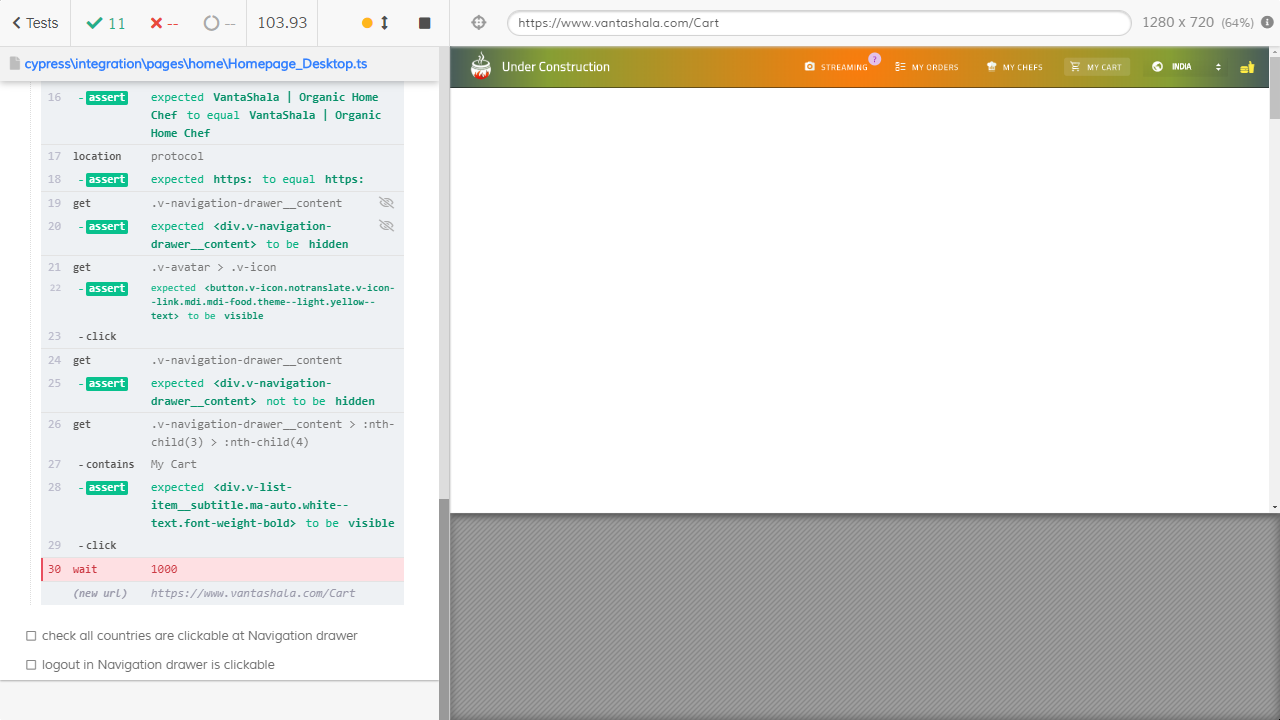 Tests
11
--
--
103.93
https://www.vantashala.com/Cart
1280 x 720 (64%)
cypress\integration\pages\home\Homepage_Desktop.ts
16 - assert expected VantaShala | Organic Home
Chef to equal VantaShala | Organic
Home Chef
17 location protocol
18 - assert expected https: to equal https:
19 get .v-navigation-drawer__content
20 - assert expected <div.v-navigation-
drawer__content> to be hidden
21 get .v-avatar > .v-icon
22 - assert expected <button.v-icon.notranslate.v-icon-
-link.mdi.mdi-food.theme--light.yellow--
text> to be visible
23 - click
24 get .v-navigation-drawer__content
25 - assert expected <div.v-navigation-
drawer__content> not to be hidden
26 get .v-navigation-drawer__content > :nth-
child(3) > :nth-child(4)
27 - contains My Cart
28 - assert expected <div.v-list-
item__subtitle.ma-auto.white--
text.font-weight-bold> to be visible
29 - click
30 wait 1000
(new url) https://www.vantashala.com/Cart
check all countries are clickable at Navigation drawer
logout in Navigation drawer is clickable
Under Construction
STREAMING
?
MY ORDERS
MY CHEFS
MY CART
INDIA